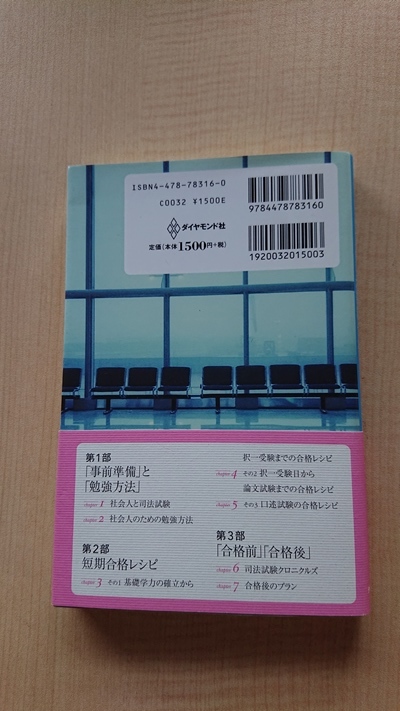 ISBN4-478-78316-0
C0032 ¥1500E
ダイヤモンド社
定価(本体1500円+税)
9784478783160
1920032015003
第1部
「事前準備」と
「勉強方法」
chapter 1 社会人と司法試験
chapter 2 社会人のための勉強方法
第2部
短期合格レシピ
chapter 3 その1 基礎学力の確立から
択一受験までの合格レシピ
chapter 4 その2 択一受験日から
論文試験までの合格レシピ
chapter 5 その3 口述試験の合格レシピ
第3部
「合格前」「合格後」
chapter 6 司法試験クロニクルズ
chapter 7 合格後のプラン